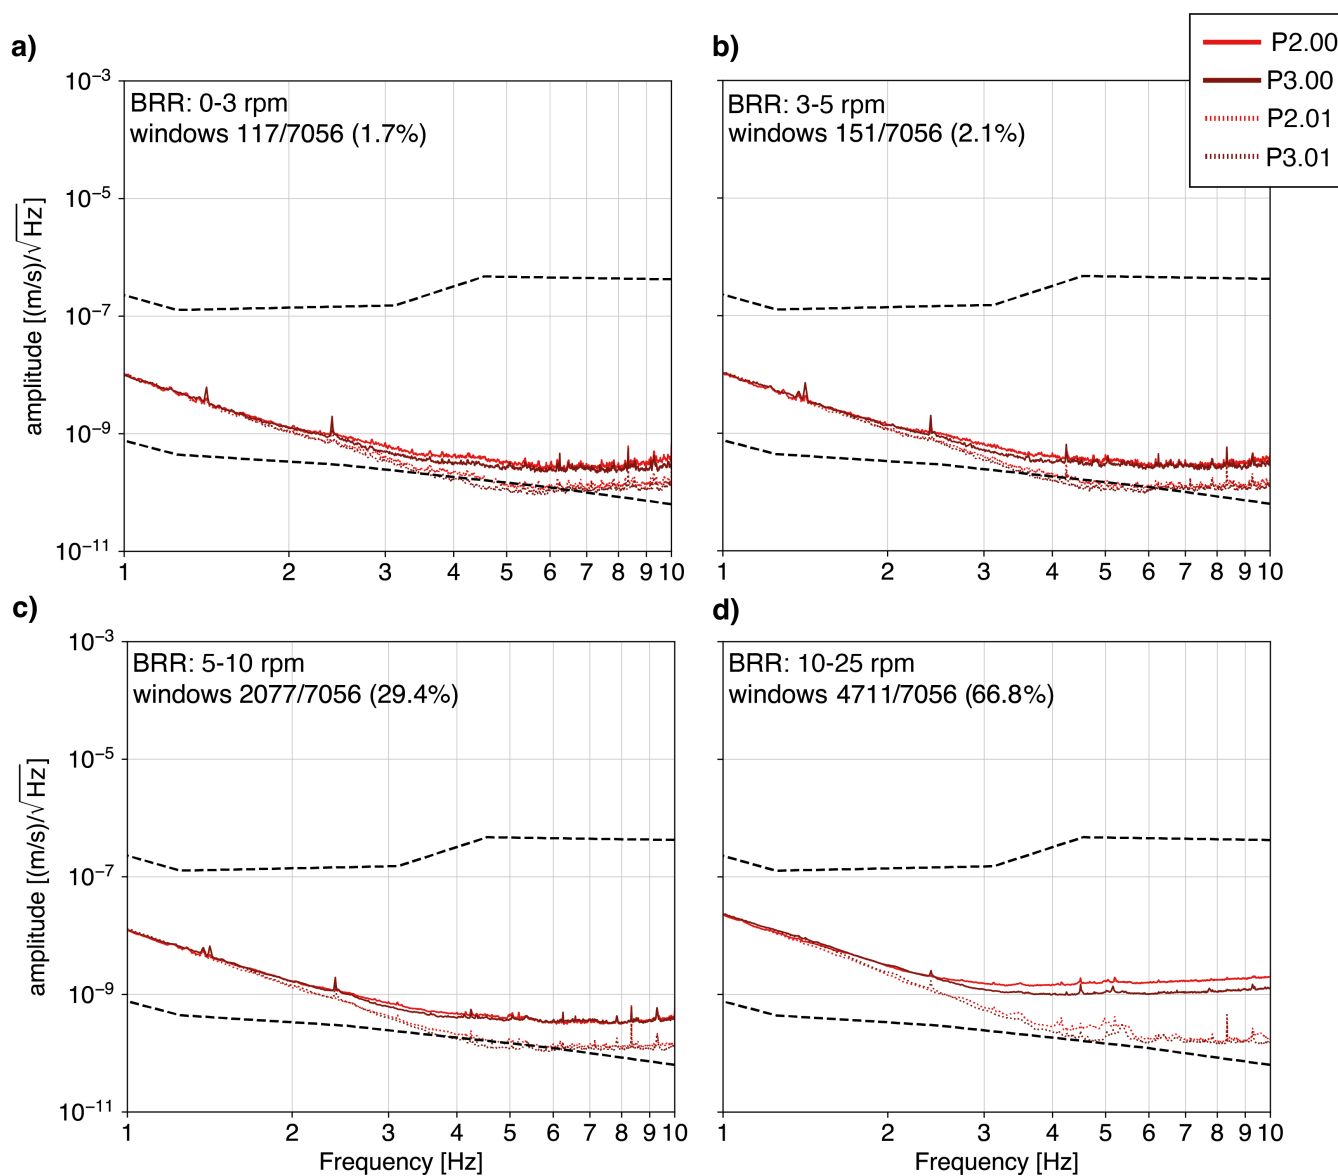 P2.00
P3.00
P2.01
P3.01
a)
BRR: 0-3 rpm
windows 117/7056 (1.7%)
10⁻³
10⁻⁵
10⁻⁷
10⁻⁹
10⁻¹¹
amplitude [(m/s)/√Hz]
1 2 3 4 5 6 7 8 9 10
b)
BRR: 3-5 rpm
windows 151/7056 (2.1%)
1 2 3 4 5 6 7 8 9 10
c)
BRR: 5-10 rpm
windows 2077/7056 (29.4%)
10⁻³
10⁻⁵
10⁻⁷
10⁻⁹
10⁻¹¹
amplitude [(m/s)/√Hz]
1 2 3 4 5 6 7 8 9 10
Frequency [Hz]
d)
BRR: 10-25 rpm
windows 4711/7056 (66.8%)
1 2 3 4 5 6 7 8 9 10
Frequency [Hz]